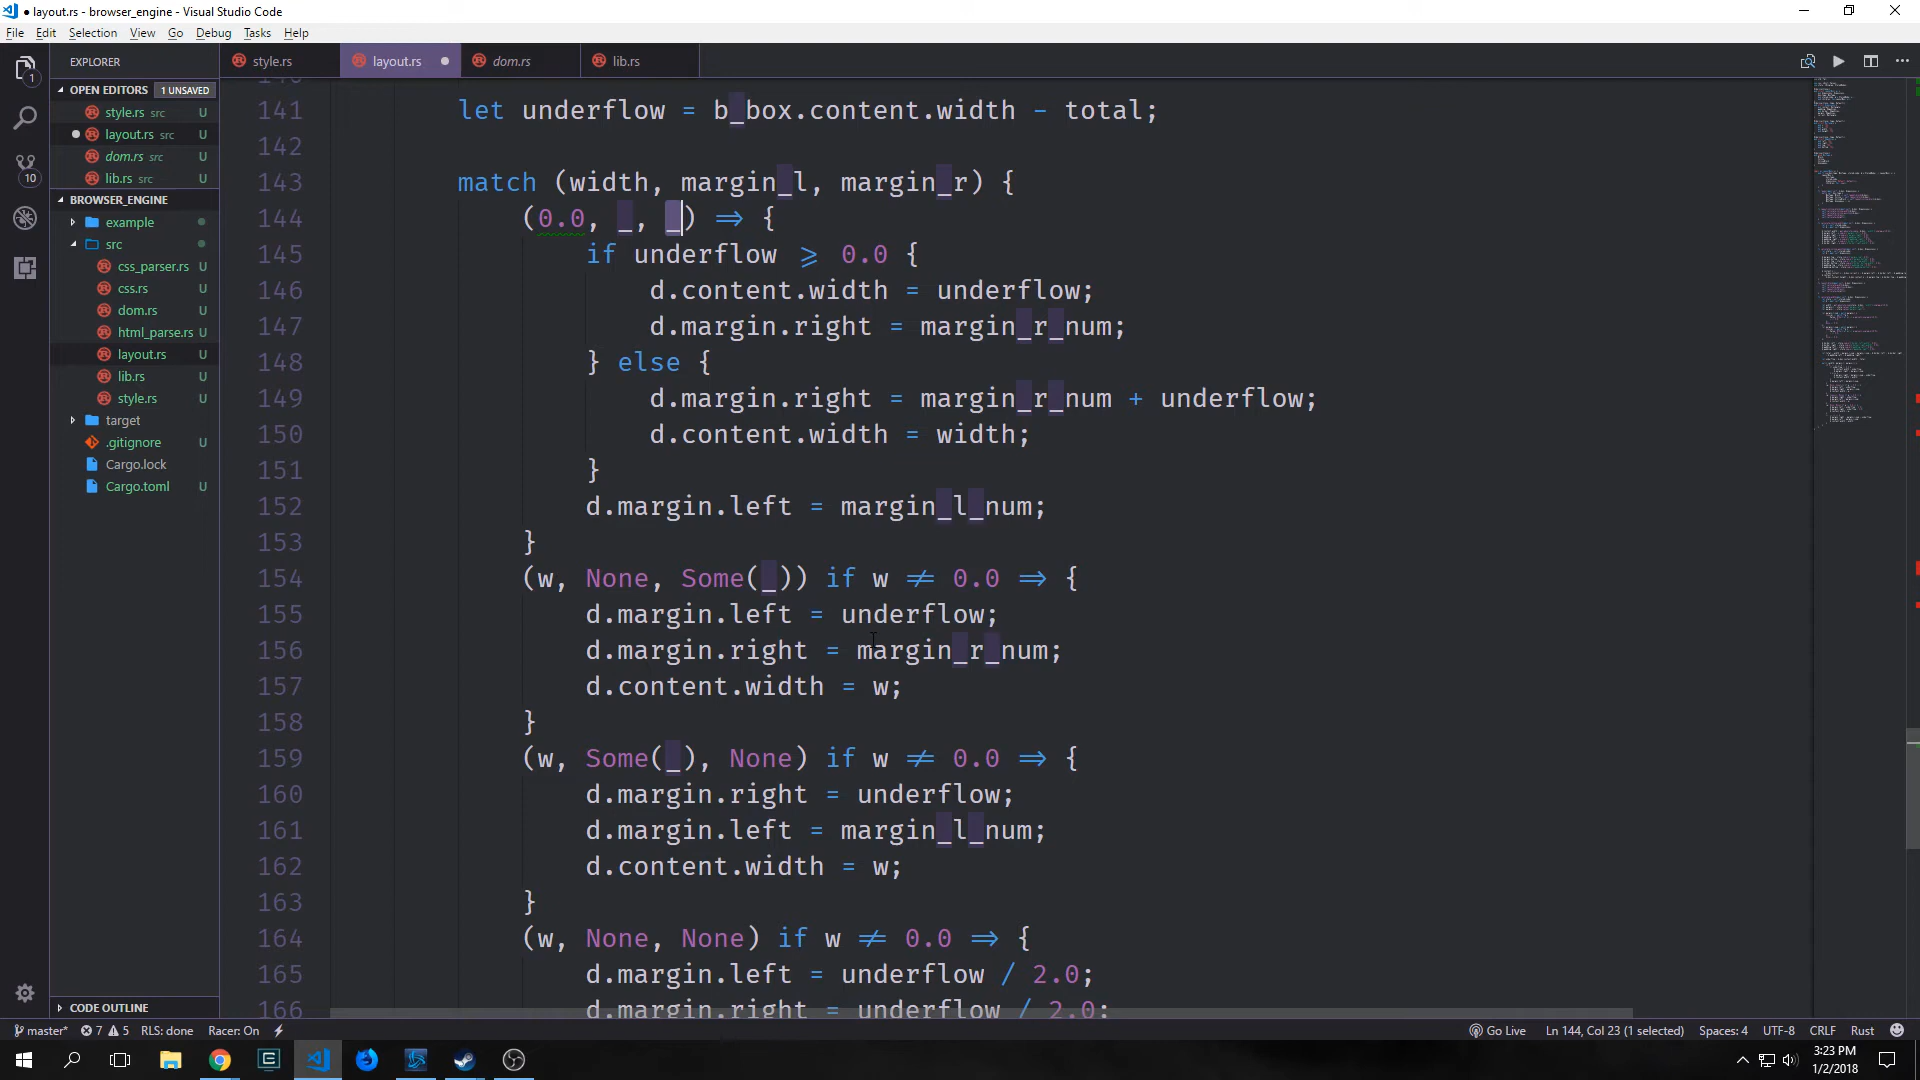 layout.rs - browser_engine - Visual Studio Code
File Edit Selection View Go Debug Tasks Help
EXPLORER
OPEN EDITORS 1 UNSAVED
style.rs src U
layout.rs src U
dom.rs src U
lib.rs src U
BROWSER_ENGINE
example
src
css_parser.rs U
css.rs U
dom.rs U
html_parse.rs U
layout.rs U
lib.rs U
style.rs U
target
.gitignore U
Cargo.lock
Cargo.toml U
CODE OUTLINE
1
10
style.rs layout.rs dom.rs lib.rs
141 let underflow = b_box.content.width - total;
142
143 match (width, margin_l, margin_r) {
144 (0.0, _, _) => {
145 if underflow >= 0.0 {
146 d.content.width = underflow;
147 d.margin.right = margin_r_num;
148 } else {
149 d.margin.right = margin_r_num + underflow;
150 d.content.width = width;
151 }
152 d.margin.left = margin_l_num;
153 }
154 (w, None, Some(_)) if w != 0.0 => {
155 d.margin.left = underflow;
156 d.margin.right = margin_r_num;
157 d.content.width = w;
158 }
159 (w, Some(_), None) if w != 0.0 => {
160 d.margin.right = underflow;
161 d.margin.left = margin_l_num;
162 d.content.width = w;
163 }
164 (w, None, None) if w != 0.0 => {
165 d.margin.left = underflow / 2.0;
166 d.margin.right = underflow / 2.0;
master* 7 5 RLS: done Racer: On Go Live Ln 144, Col 23 (1 selected) Spaces: 4 UTF-8 CRLF Rust
3:23 PM
1/2/2018